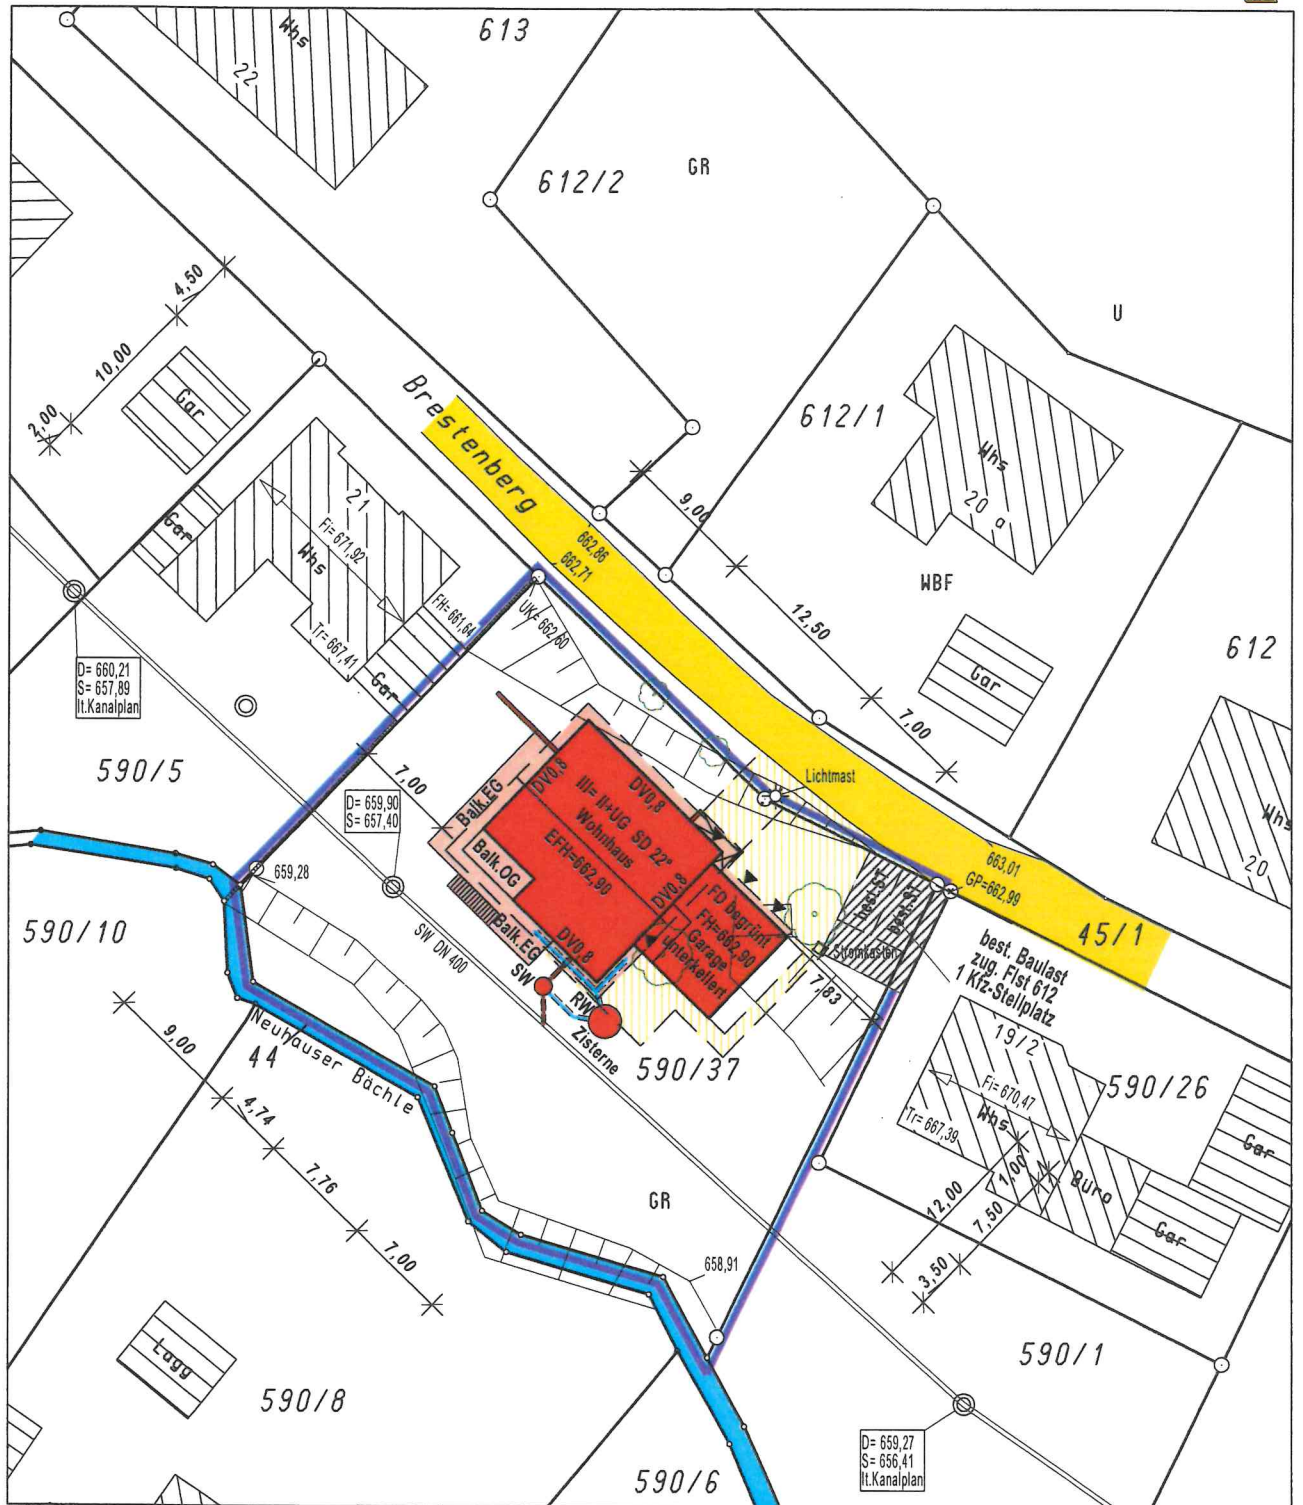 613
Whs
22
612/2
GR
U
4,50
10,00
2,00
Gar
Brestenberg
612/1
Whs
20 a
WBF
9,00
662,86
662,71
12,50
7,00
Gar
612
21
Fi= 671,92
Whs
Tr= 667,41
Gar
FH= 661,64
UK= 662,60
Gar
D= 660,21
S= 657,89
lt.Kanalplan
590/5
7,00
D= 659,90
S= 657,40
659,28
Lichtmast
Whs
20
DV0,8
DV0,8
III= II+UG SD 22°
Wohnhaus
EFH=662,90
Balk.EG
Balk.OG
Balk.EG
DV0,8
DV0,8
FD begrünt
FH=662,90
Garage
unterkellert
best.ST
best.ST
Stromkasten
663,01
GP=662,99
45/1
best. Baulast
zug. Flst 612
1 Kfz-Stellplatz
7,83
590/10
SW DN 400
SW
RW
Zisterne
590/37
44
Neuhauser Bächle
9,00
4,74
7,76
7,00
19/2
590/26
Fi= 670,47
Whs
Tr= 667,39
Büro
Gar
Gar
12,00
1,00
7,50
3,50
GR
658,91
590/1
Lagg
590/8
590/6
D= 659,27
S= 656,41
lt.Kanalplan